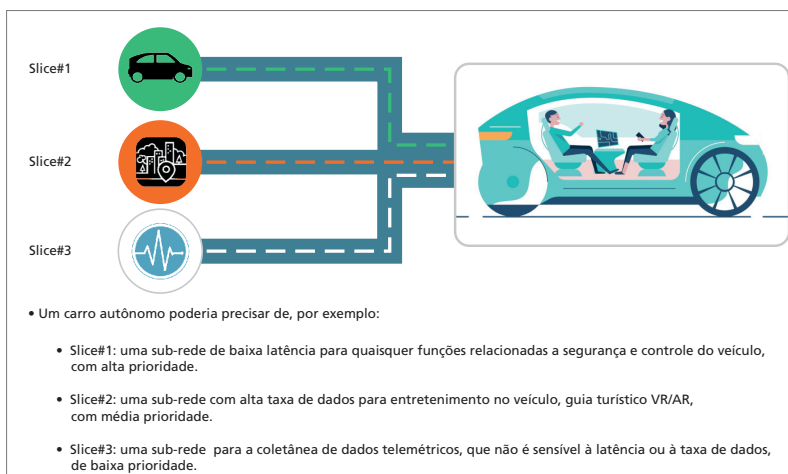 Slice#1
Slice#2
Slice#3
• Um carro autônomo poderia precisar de, por exemplo:
• Slice#1: uma sub-rede de baixa latência para quaisquer funções relacionadas a segurança e controle do veículo,
com alta prioridade.
• Slice#2: uma sub-rede com alta taxa de dados para entretenimento no veículo, guia turístico VR/AR,
com média prioridade.
• Slice#3: uma sub-rede para a coletânea de dados telemétricos, que não é sensível à latência ou à taxa de dados,
de baixa prioridade.